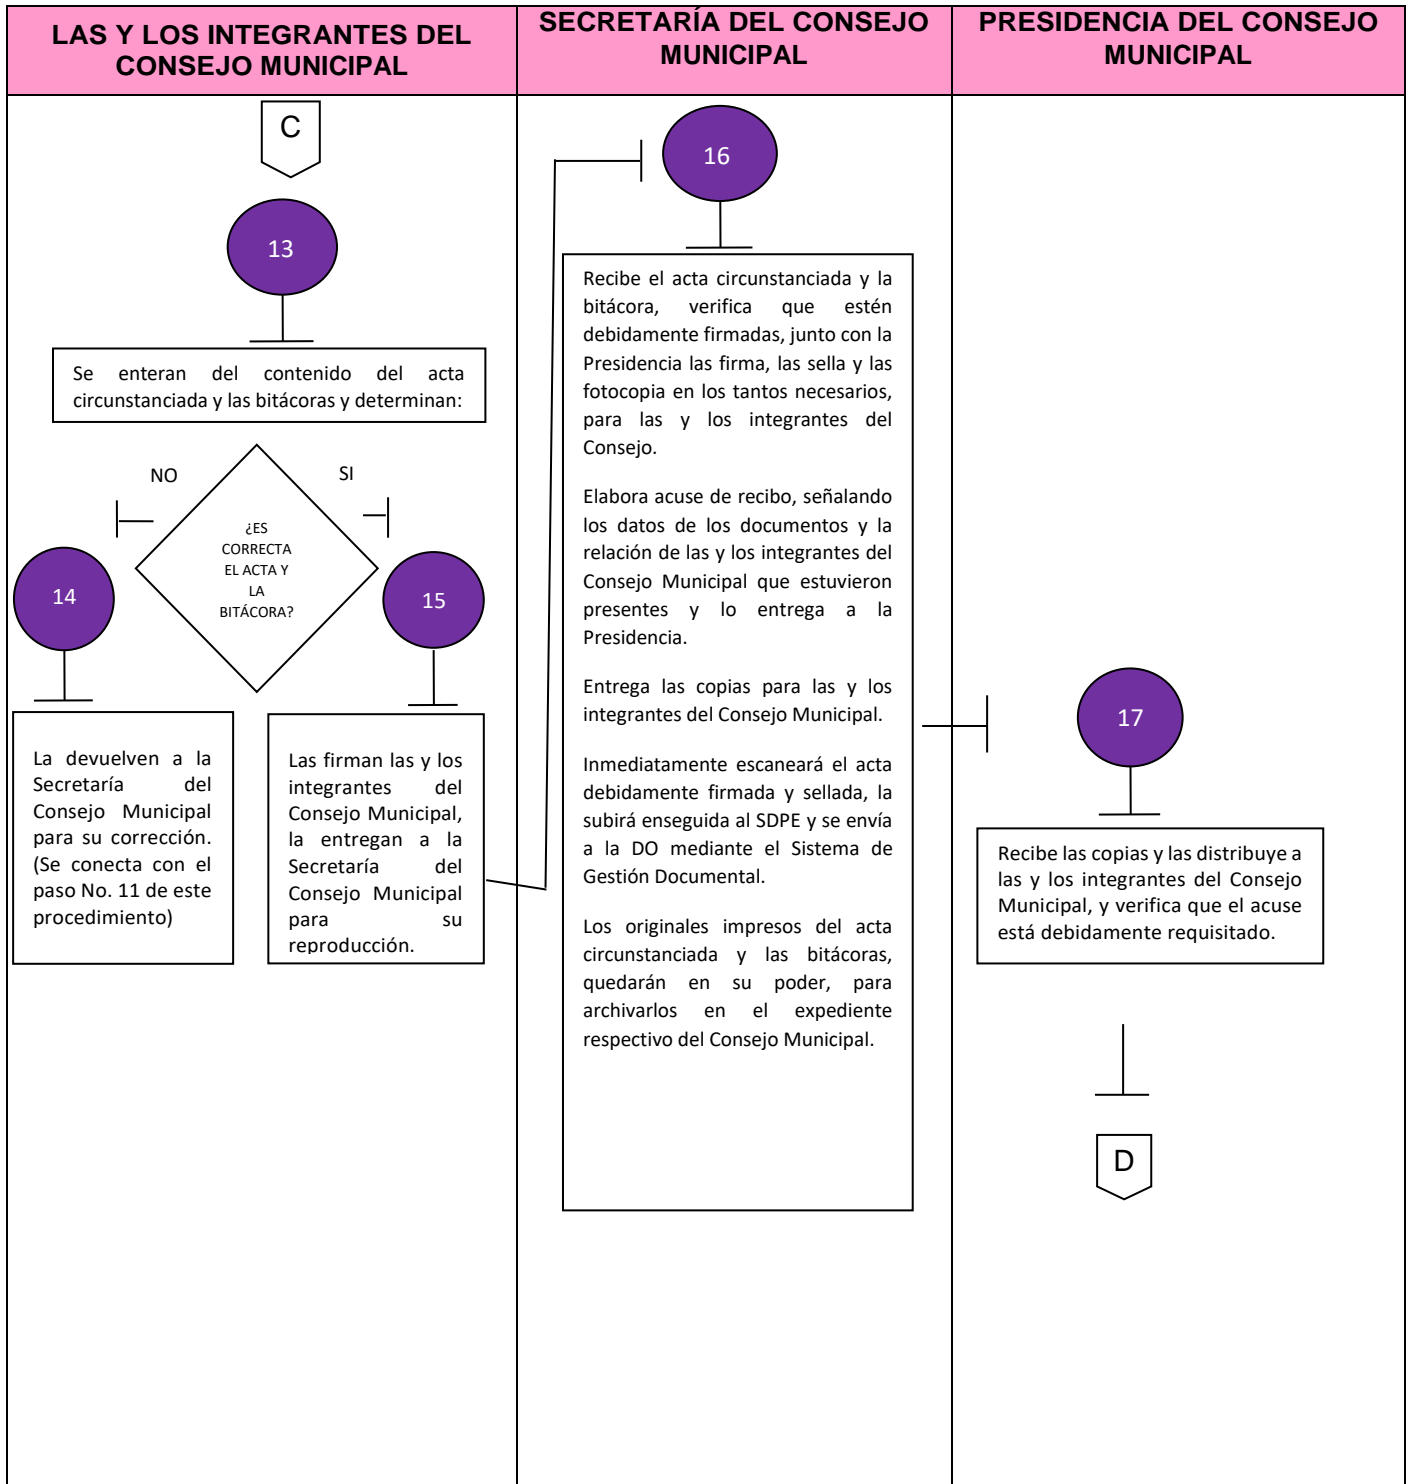 LAS Y LOS INTEGRANTES DEL
CONSEJO MUNICIPAL
SECRETARÍA DEL CONSEJO
MUNICIPAL
PRESIDENCIA DEL CONSEJO
MUNICIPAL
C
13
Se enteran del contenido del acta
circunstanciada y las bitácoras y determinan:
NO
SI
¿ES
CORRECTA
EL ACTA Y
LA
BITÁCORA?
14
15
La devuelven a la
Secretaría del
Consejo Municipal
para su corrección.
(Se conecta con el
paso No. 11 de este
procedimiento)
Las firman las y los
integrantes del
Consejo Municipal,
la entregan a la
Secretaría del
Consejo Municipal
para su
reproducción.
16
Recibe el acta circunstanciada y la
bitácora, verifica que estén
debidamente firmadas, junto con la
Presidencia las firma, las sella y las
fotocopia en los tantos necesarios,
para las y los integrantes del
Consejo.
Elabora acuse de recibo, señalando
los datos de los documentos y la
relación de las y los integrantes del
Consejo Municipal que estuvieron
presentes y lo entrega a la
Presidencia.
Entrega las copias para las y los
integrantes del Consejo Municipal.
Inmediatamente escaneará el acta
debidamente firmada y sellada, la
subirá enseguida al SDPE y se envía
a la DO mediante el Sistema de
Gestión Documental.
Los originales impresos del acta
circunstanciada y las bitácoras,
quedarán en su poder, para
archivarlos en el expediente
respectivo del Consejo Municipal.
17
Recibe las copias y las distribuye a
las y los integrantes del Consejo
Municipal, y verifica que el acuse
está debidamente requisitado.
D